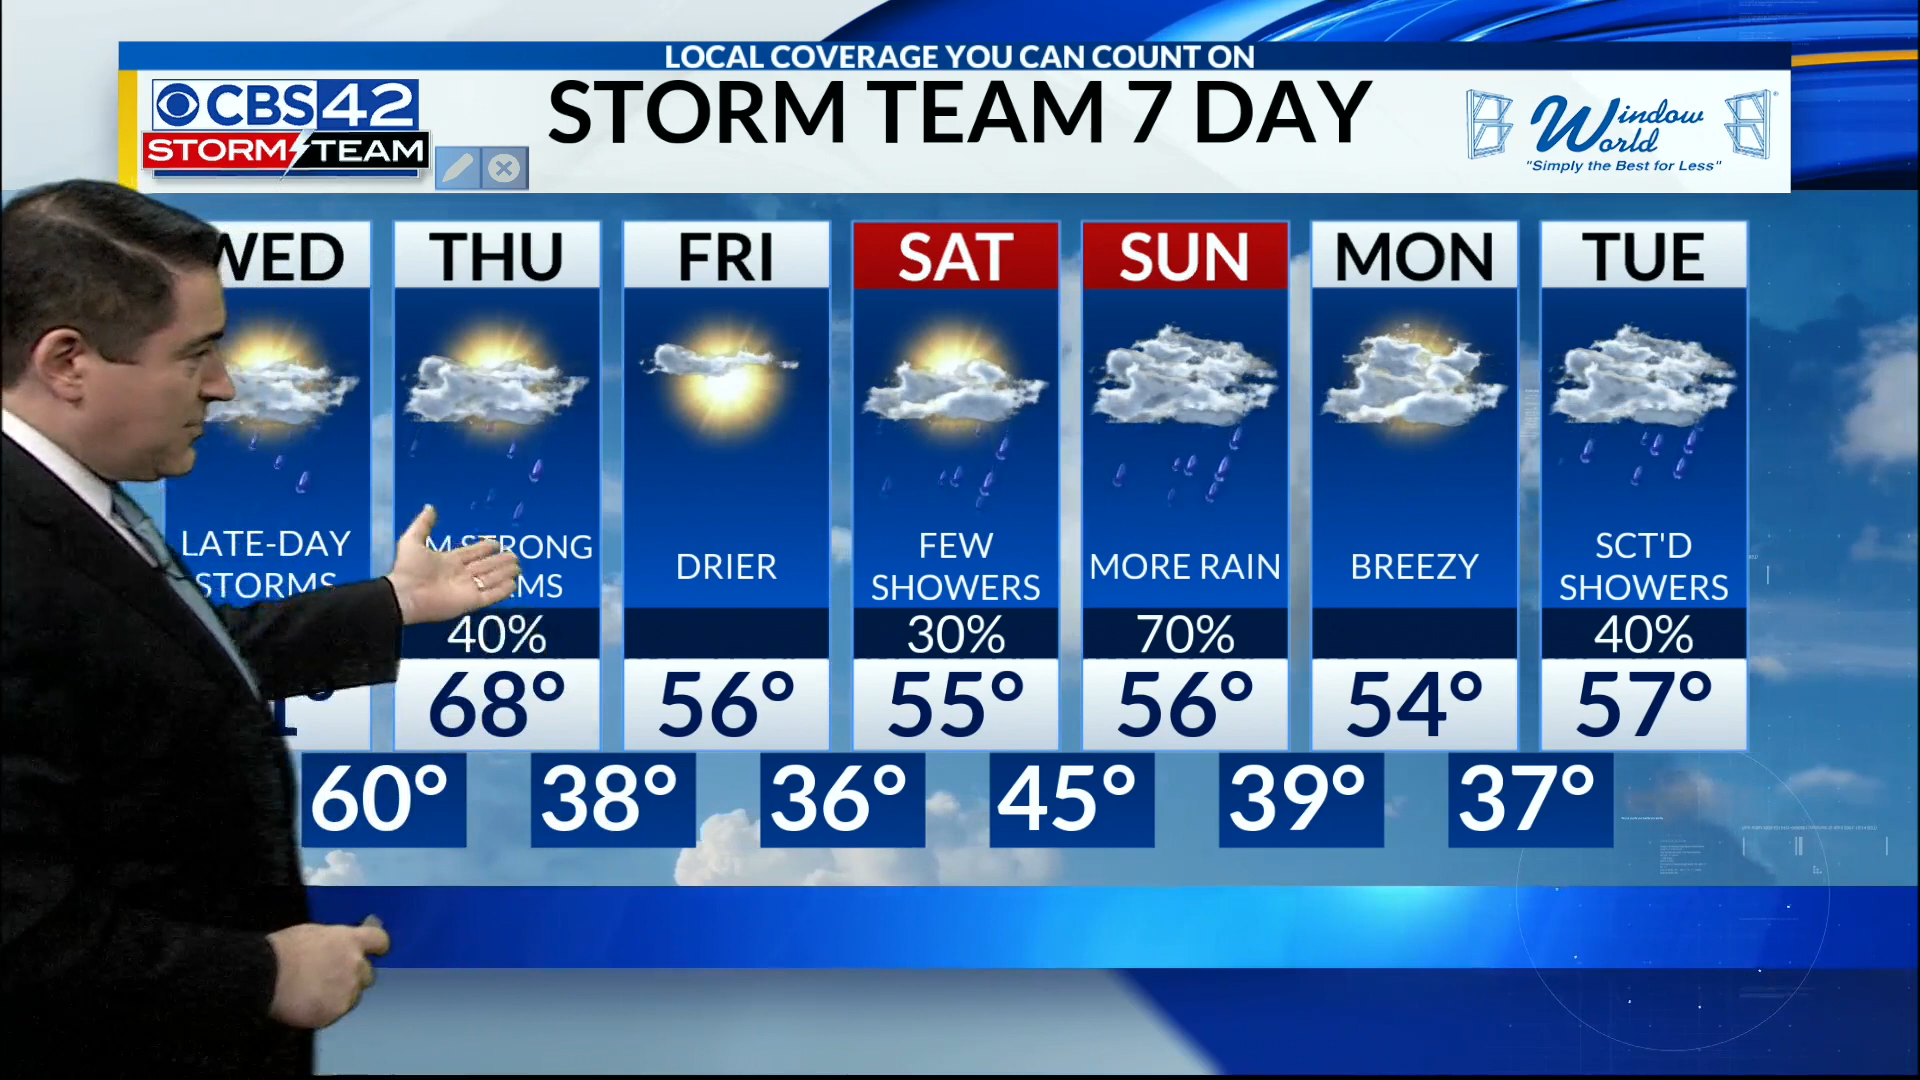 LOCAL COVERAGE YOU CAN COUNT ON
CBS 42
STORM TEAM
STORM TEAM 7 DAY
Window World
"Simply the Best for Less"
WED THU FRI SAT SUN MON TUE
LATE-DAY STORMS
DRIER
FEW SHOWERS
MORE RAIN
BREEZY
SCT'D SHOWERS
40% 30% 70% 40%
68° 56° 55° 56° 54° 57°
60° 38° 36° 45° 39° 37°